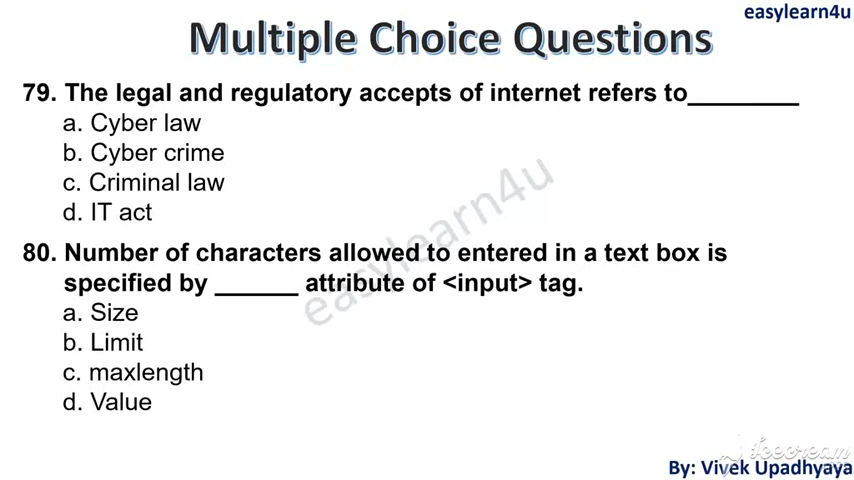 easylearn4u
Multiple Choice Questions
79. The legal and regulatory accepts of internet refers to________
a. Cyber law
b. Cyber crime
c. Criminal law
d. IT act
easylearn4u
80. Number of characters allowed to entered in a text box is
specified by ______ attribute of <input> tag.
a. Size
b. Limit
c. maxlength
d. Value
Icecream
By: Vivek Upadhyaya